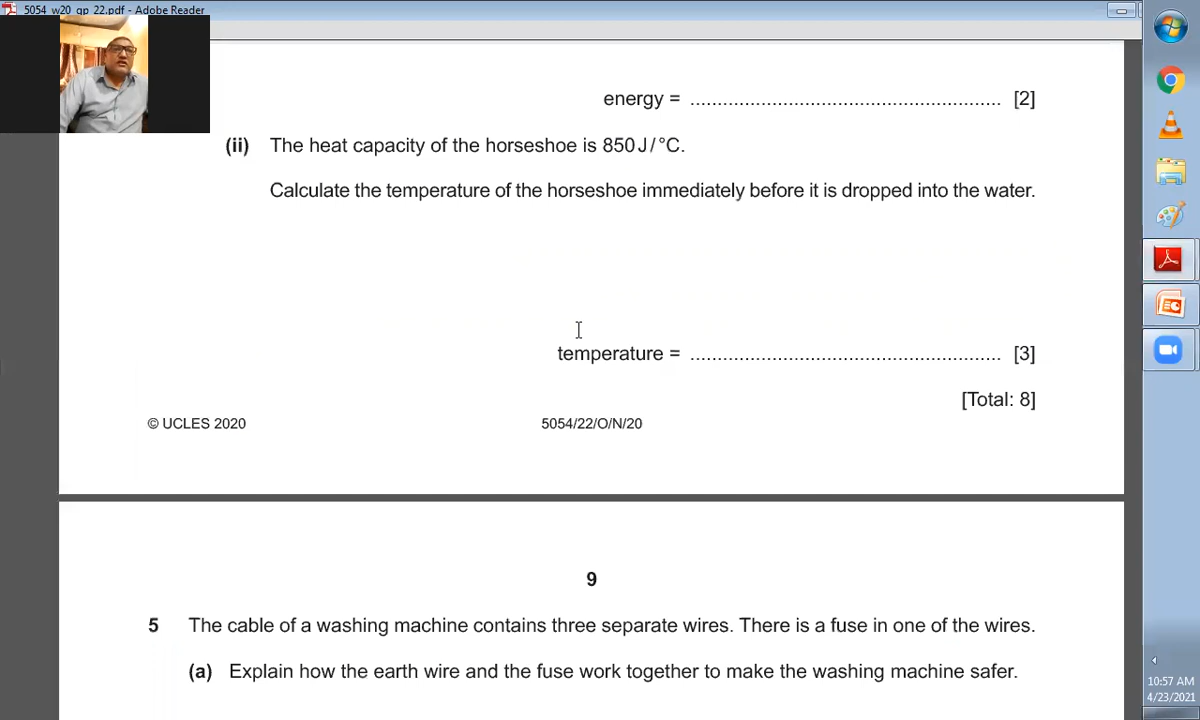 5054_w20_qp_22.pdf - Adobe Reader
energy = ........................................................ [2]
(ii) The heat capacity of the horseshoe is 850 J / °C.
Calculate the temperature of the horseshoe immediately before it is dropped into the water.
temperature = ........................................................ [3]
[Total: 8]
© UCLES 2020 5054/22/O/N/20
9
5 The cable of a washing machine contains three separate wires. There is a fuse in one of the wires.
(a) Explain how the earth wire and the fuse work together to make the washing machine safer.
10:57 AM
4/23/2021